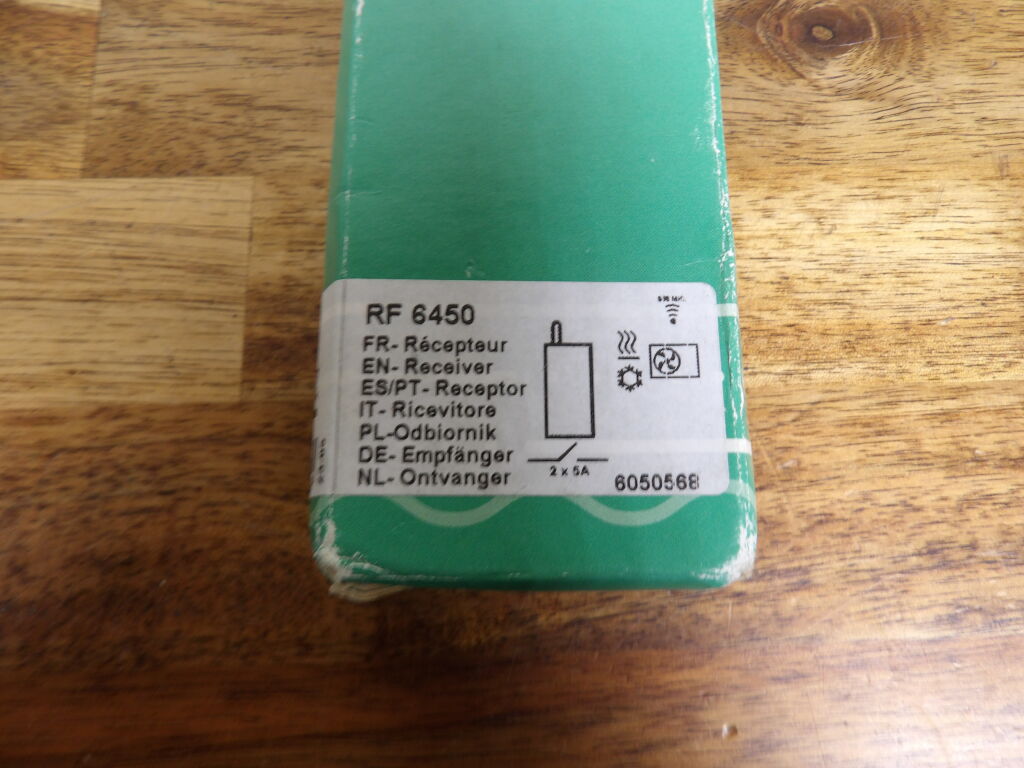 RF 6450
FR- Récepteur
EN- Receiver
ES/PT- Receptor
IT- Ricevitore
PL-Odbiornik
DE- Empfänger
NL- Ontvanger
2 x 5A
6050568